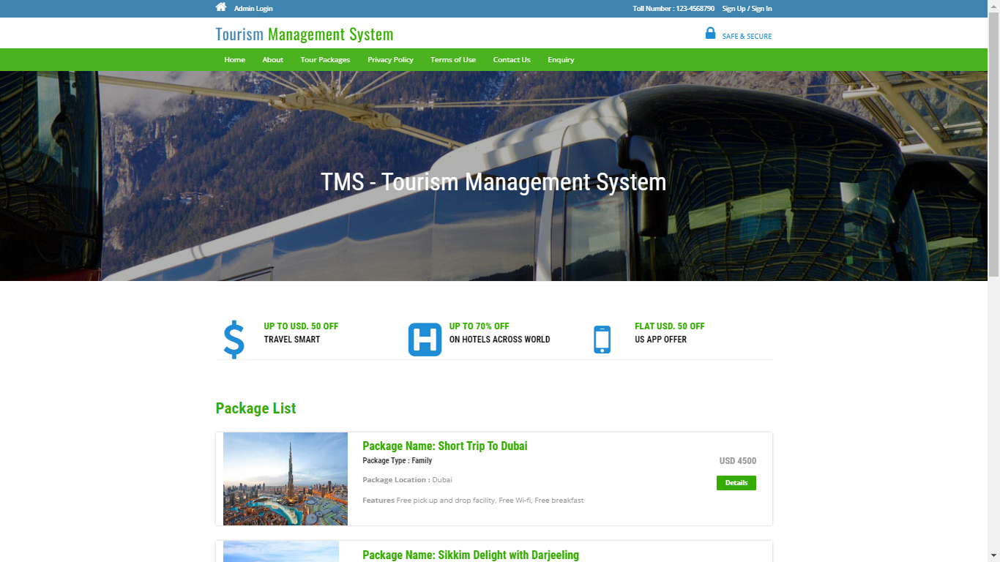 Admin Login
Toll Number : 123-4568790 Sign Up / Sign In
Tourism Management System
SAFE & SECURE
Home About Tour Packages Privacy Policy Terms of Use Contact Us Enquiry
TMS - Tourism Management System
UP TO USD. 50 OFF
TRAVEL SMART
H
UP TO 70% OFF
ON HOTELS ACROSS WORLD
FLAT USD. 50 OFF
US APP OFFER
Package List
Package Name: Short Trip To Dubai
Package Type : Family
USD 4500
Package Location : Dubai
Details
Features Free pick up and drop facility, Free Wi-fi, Free breakfast
Package Name: Sikkim Delight with Darjeeling